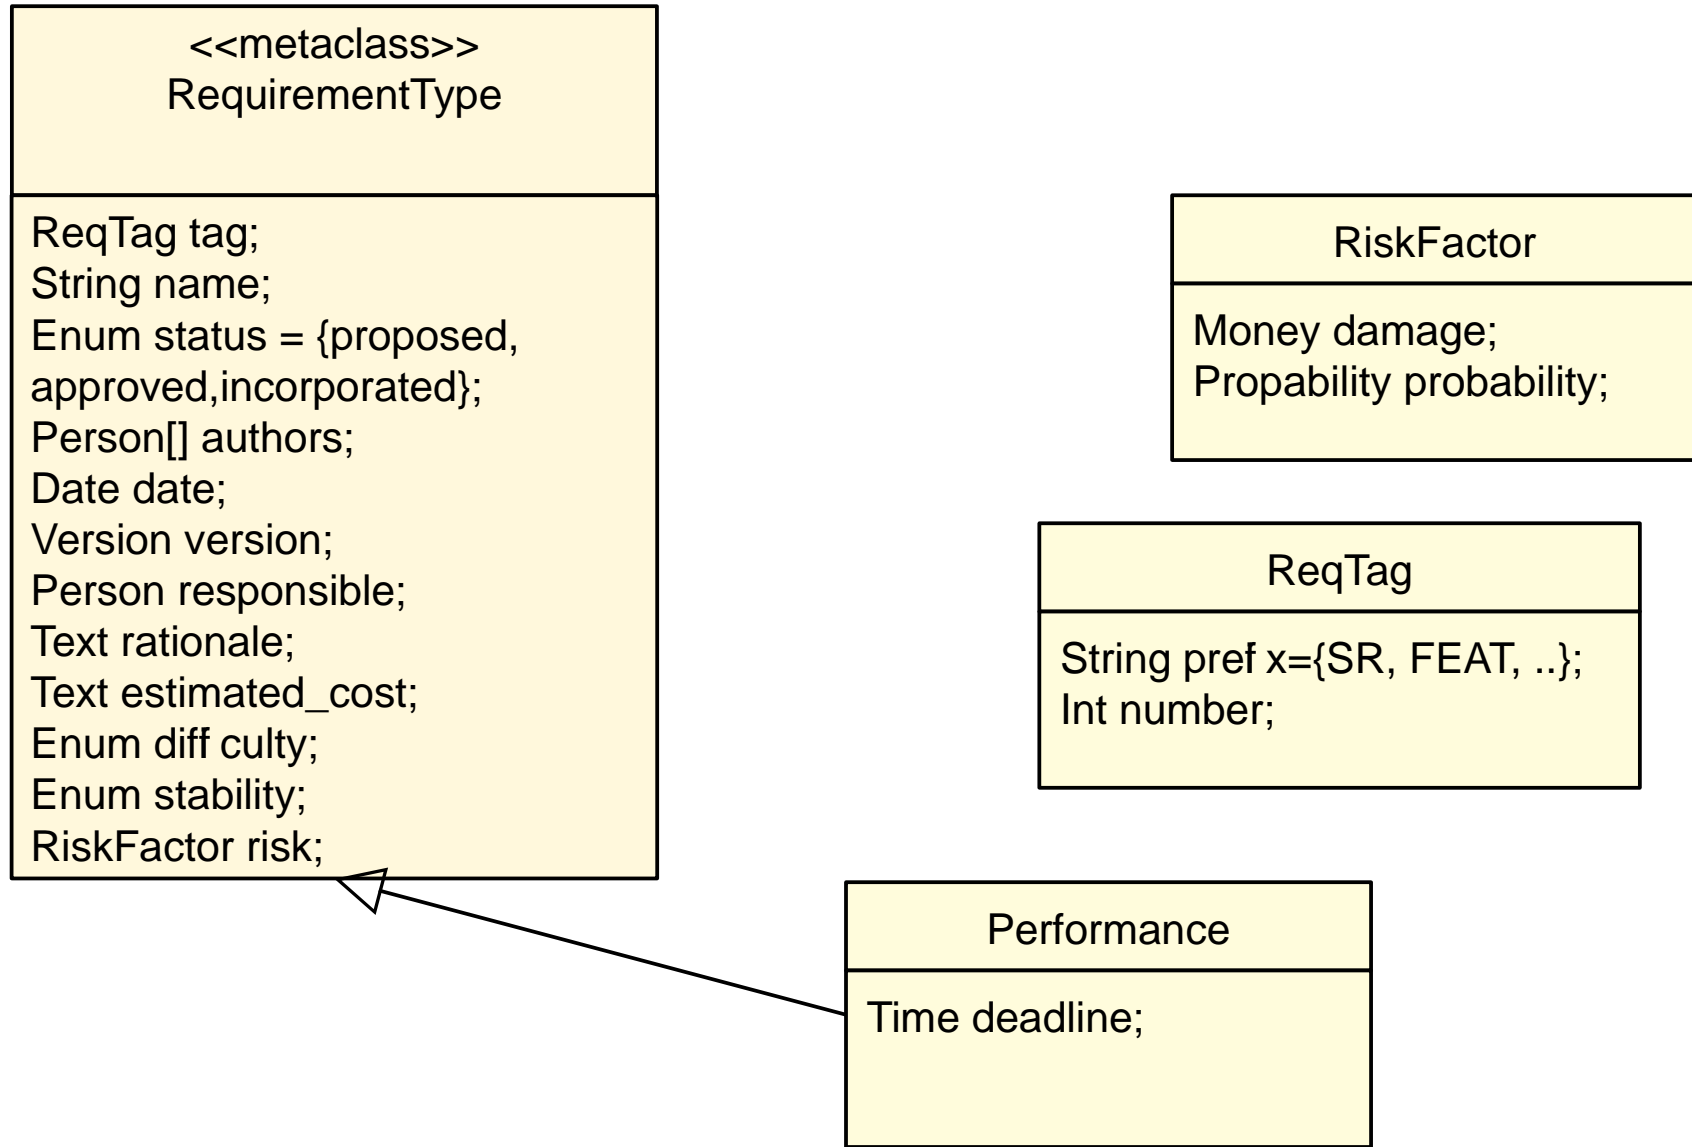 <<metaclass>>
RequirementType
ReqTag tag;
String name;
Enum status = {proposed,
approved,incorporated};
Person[] authors;
Date date;
Version version;
Person responsible;
Text rationale;
Text estimated_cost;
Enum diff culty;
Enum stability;
RiskFactor risk;
RiskFactor
Money damage;
Propability probability;
ReqTag
String pref x={SR, FEAT, ..};
Int number;
Performance
Time deadline;